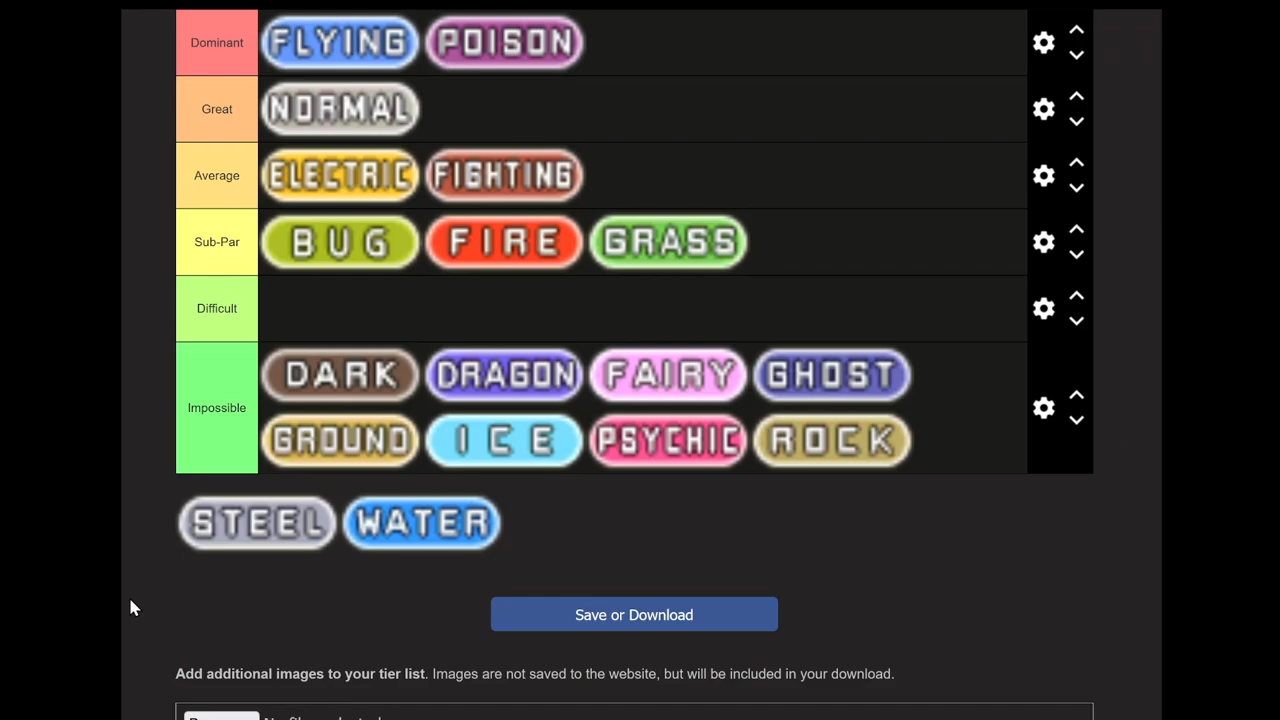 Dominant FLYING POISON
Great NORMAL
Average ELECTRIC FIGHTING
Sub-Par BUG FIRE GRASS
Difficult
Impossible DARK DRAGON FAIRY GHOST
GROUND ICE PSYCHIC ROCK
STEEL WATER
Save or Download
Add additional images to your tier list. Images are not saved to the website, but will be included in your download.